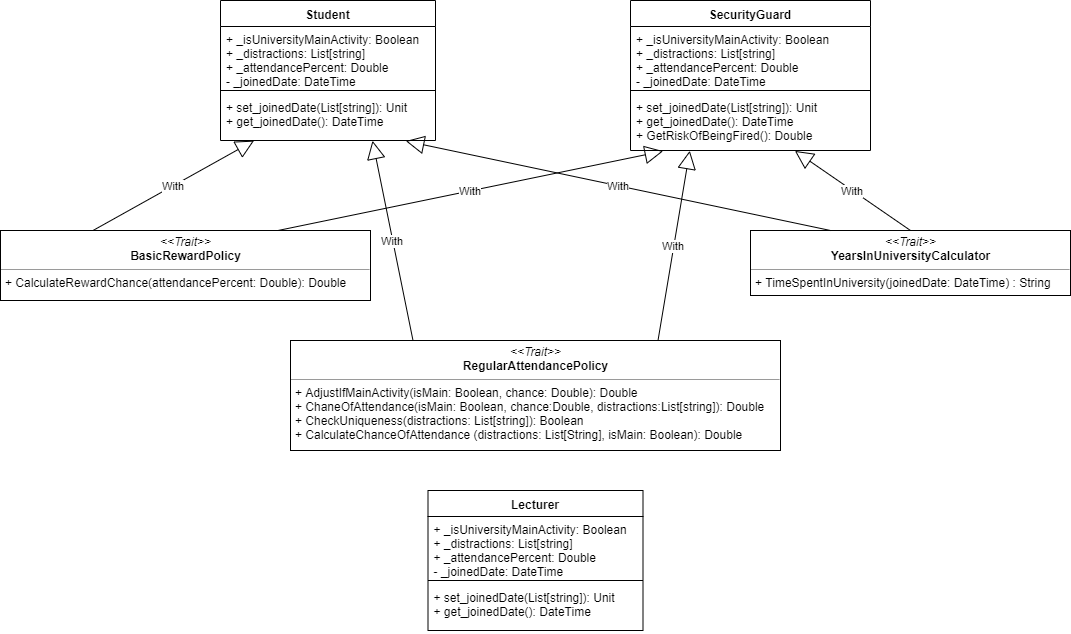 Student
+ _isUniversityMainActivity: Boolean
+ _distractions: List[string]
+ _attendancePercent: Double
- _joinedDate: DateTime
+ set_joinedDate(List[string]): Unit
+ get_joinedDate(): DateTime
SecurityGuard
+ _isUniversityMainActivity: Boolean
+ _distractions: List[string]
+ _attendancePercent: Double
- _joinedDate: DateTime
+ set_joinedDate(List[string]): Unit
+ get_joinedDate(): DateTime
+ GetRiskOfBeingFired(): Double
With
With
With
With
With
With
<<Trait>>
BasicRewardPolicy
+ CalculateRewardChance(attendancePercent: Double): Double
<<Trait>>
YearsInUniversityCalculator
+ TimeSpentInUniversity(joinedDate: DateTime) : String
<<Trait>>
RegularAttendancePolicy
+ AdjustIfMainActivity(isMain: Boolean, chance: Double): Double
+ ChaneOfAttendance(isMain: Boolean, chance:Double, distractions:List[string]): Double
+ CheckUniqueness(distractions: List[string]): Boolean
+ CalculateChanceOfAttendance (distractions: List[String], isMain: Boolean): Double
Lecturer
+ _isUniversityMainActivity: Boolean
+ _distractions: List[string]
+ _attendancePercent: Double
- _joinedDate: DateTime
+ set_joinedDate(List[string]): Unit
+ get_joinedDate(): DateTime